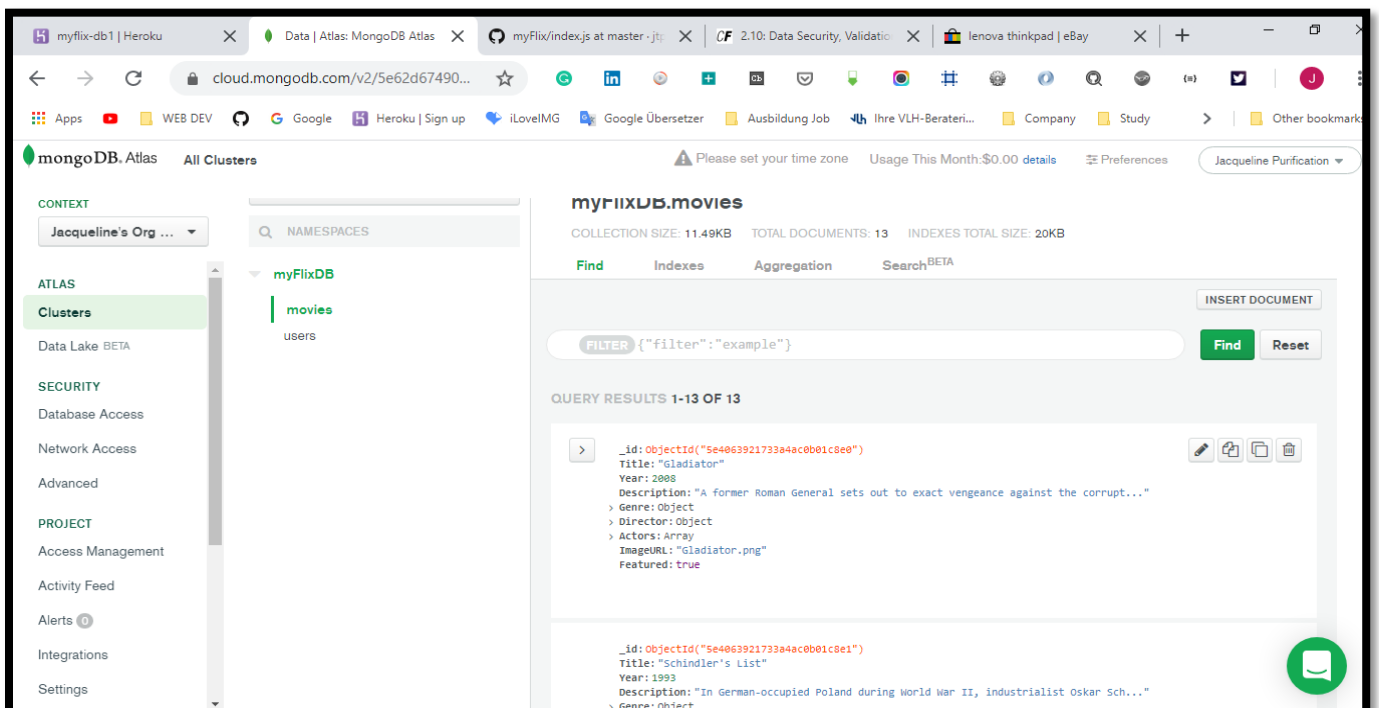 myflix-db1 | Heroku
Data | Atlas: MongoDB Atlas
myFlix/index.js at master · jtp
CF 2.10: Data Security, Validatio
lenova thinkpad | eBay
cloud.mongodb.com/v2/5e62d67490...
Apps WEB DEV Google Heroku | Sign up iLoveIMG Google Übersetzer Ausbildung Job Ihre VLH-Berateri... Company Study Other bookmarks
mongoDB. Atlas All Clusters Please set your time zone Usage This Month:$0.00 details Preferences Jacqueline Purification
CONTEXT
Jacqueline's Org ...
ATLAS
Clusters
Data Lake BETA
SECURITY
Database Access
Network Access
Advanced
PROJECT
Access Management
Activity Feed
Alerts 0
Integrations
Settings
NAMESPACES
myFlixDB
movies
users
myFlixDB.movies
COLLECTION SIZE: 11.49KB TOTAL DOCUMENTS: 13 INDEXES TOTAL SIZE: 20KB
Find Indexes Aggregation Search BETA
INSERT DOCUMENT
FILTER {"filter":"example"} Find Reset
QUERY RESULTS 1-13 OF 13
_id: ObjectId("5e4063921733a4ac0b01c8e0")
Title: "Gladiator"
Year: 2008
Description: "A former Roman General sets out to exact vengeance against the corrupt..."
> Genre: Object
> Director: Object
> Actors: Array
ImageURL: "Gladiator.png"
Featured: true
_id: ObjectId("5e4063921733a4ac0b01c8e1")
Title: "Schindler's List"
Year: 1993
Description: "In German-occupied Poland during World War II, industrialist Oskar Sch..."
> Genre: Object